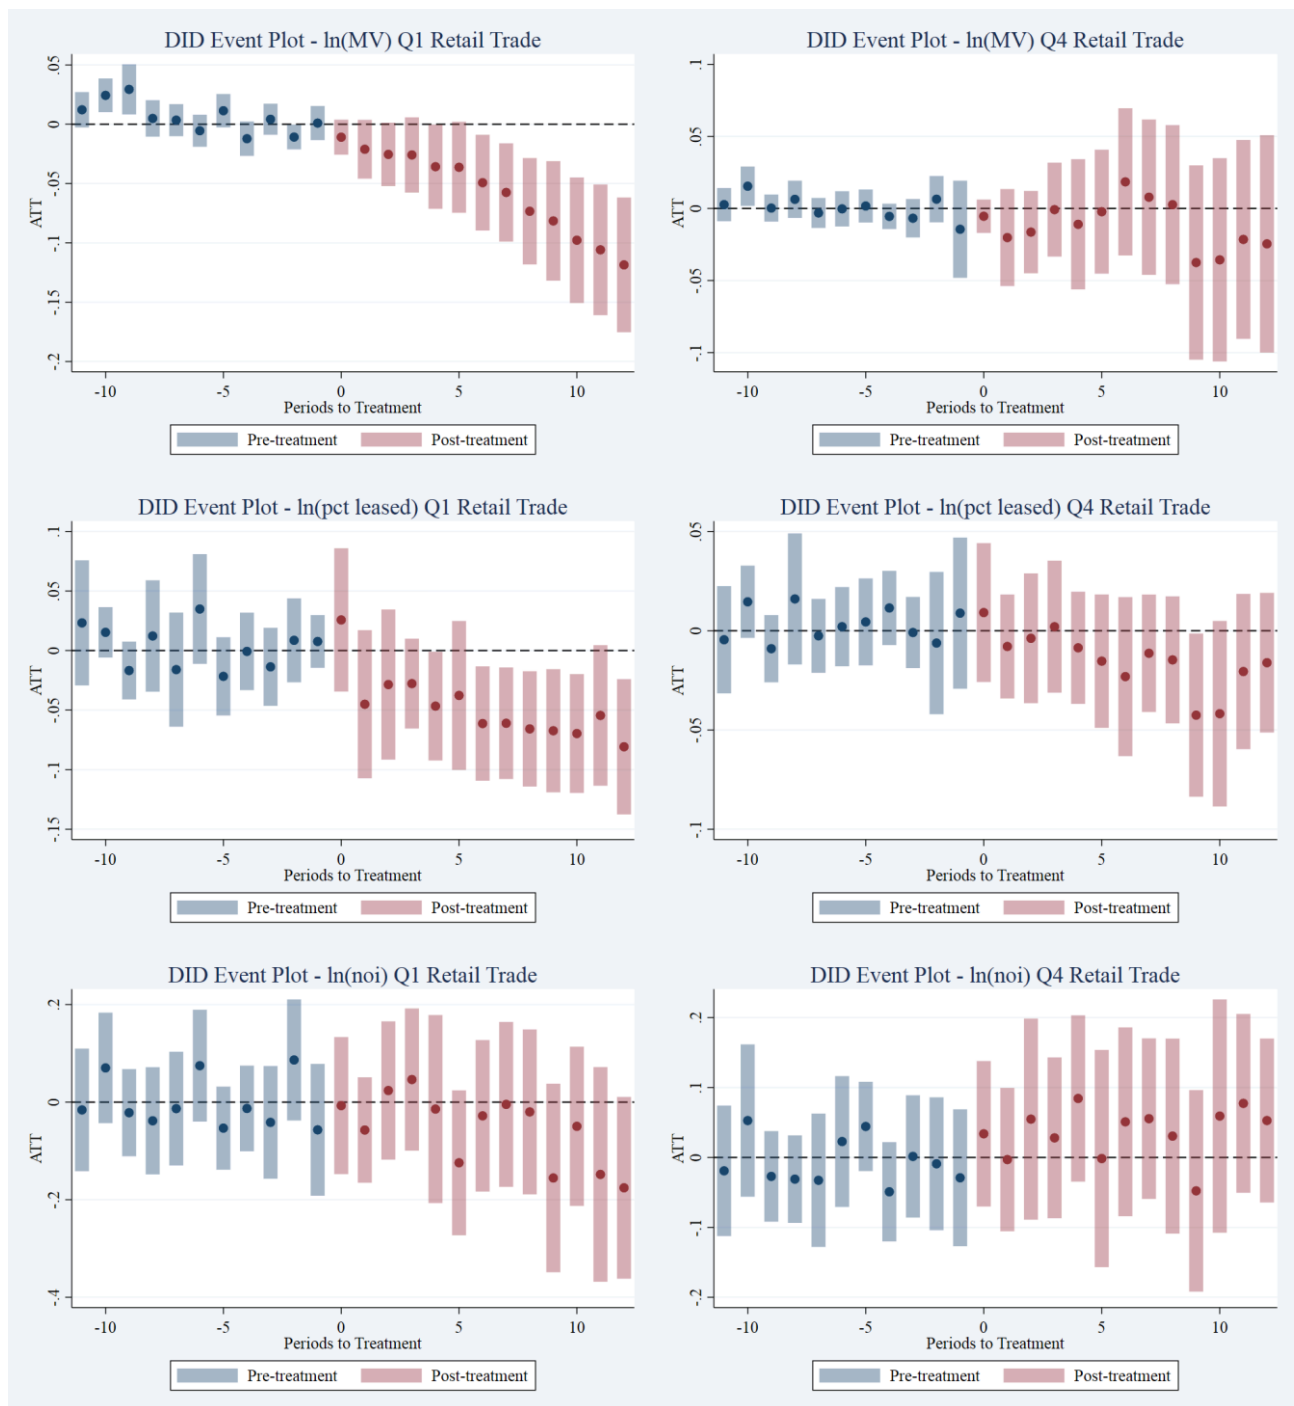 DID Event Plot - ln(MV) Q1 Retail Trade
.05
0
-.05
-.1
-.15
-.2
ATT
-10 -5 0 5 10
Periods to Treatment
Pre-treatment Post-treatment
DID Event Plot - ln(MV) Q4 Retail Trade
.1
.05
0
-.05
-.1
ATT
-10 -5 0 5 10
Periods to Treatment
Pre-treatment Post-treatment
DID Event Plot - ln(pct leased) Q1 Retail Trade
.1
.05
0
-.05
-.1
-.15
ATT
-10 -5 0 5 10
Periods to Treatment
Pre-treatment Post-treatment
DID Event Plot - ln(pct leased) Q4 Retail Trade
.05
0
-.05
-.1
ATT
-10 -5 0 5 10
Periods to Treatment
Pre-treatment Post-treatment
DID Event Plot - ln(noi) Q1 Retail Trade
.2
0
-.2
-.4
ATT
-10 -5 0 5 10
Periods to Treatment
Pre-treatment Post-treatment
DID Event Plot - ln(noi) Q4 Retail Trade
.2
.1
0
-.1
-.2
ATT
-10 -5 0 5 10
Periods to Treatment
Pre-treatment Post-treatment